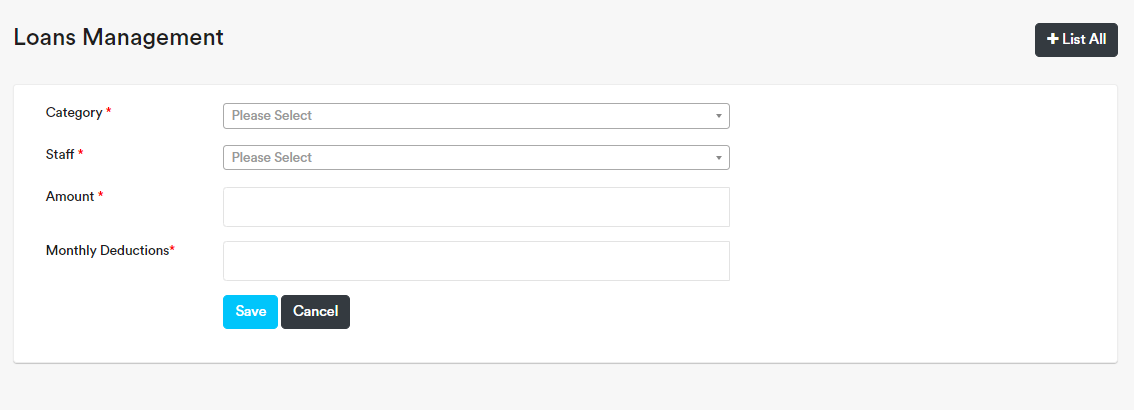 Loans Management
List All
Category *
Please Select
Staff *
Please Select
Amount *
Monthly Deductions*
Save
Cancel